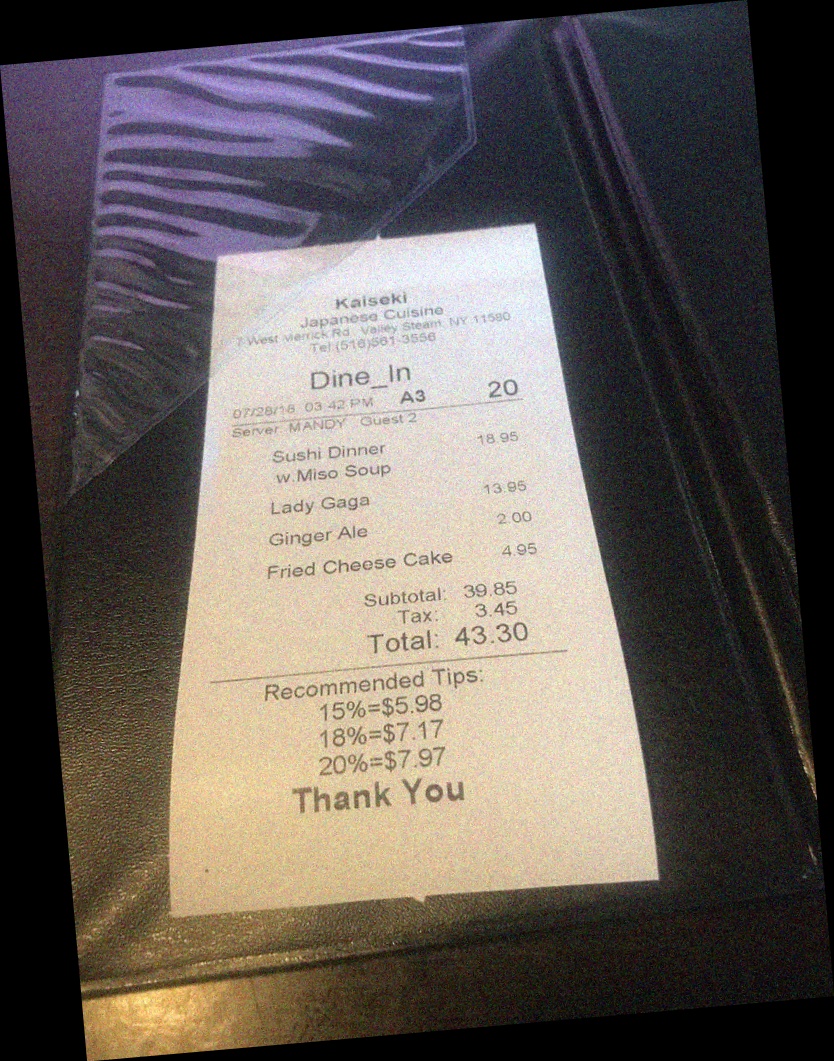 Kaiseki
Japanese Cuisine
7 West Merrick Rd. Valley Steam, NY 11580
Tel:(516)561-3556
Dine_In
07/28/18 03:42 PM A3 20
Server: MANDY Guest 2
Sushi Dinner 18.95
w.Miso Soup
Lady Gaga 13.95
Ginger Ale 2.00
Fried Cheese Cake 4.95
Subtotal: 39.85
Tax: 3.45
Total: 43.30
Recommended Tips:
15%=$5.98
18%=$7.17
20%=$7.97
Thank You